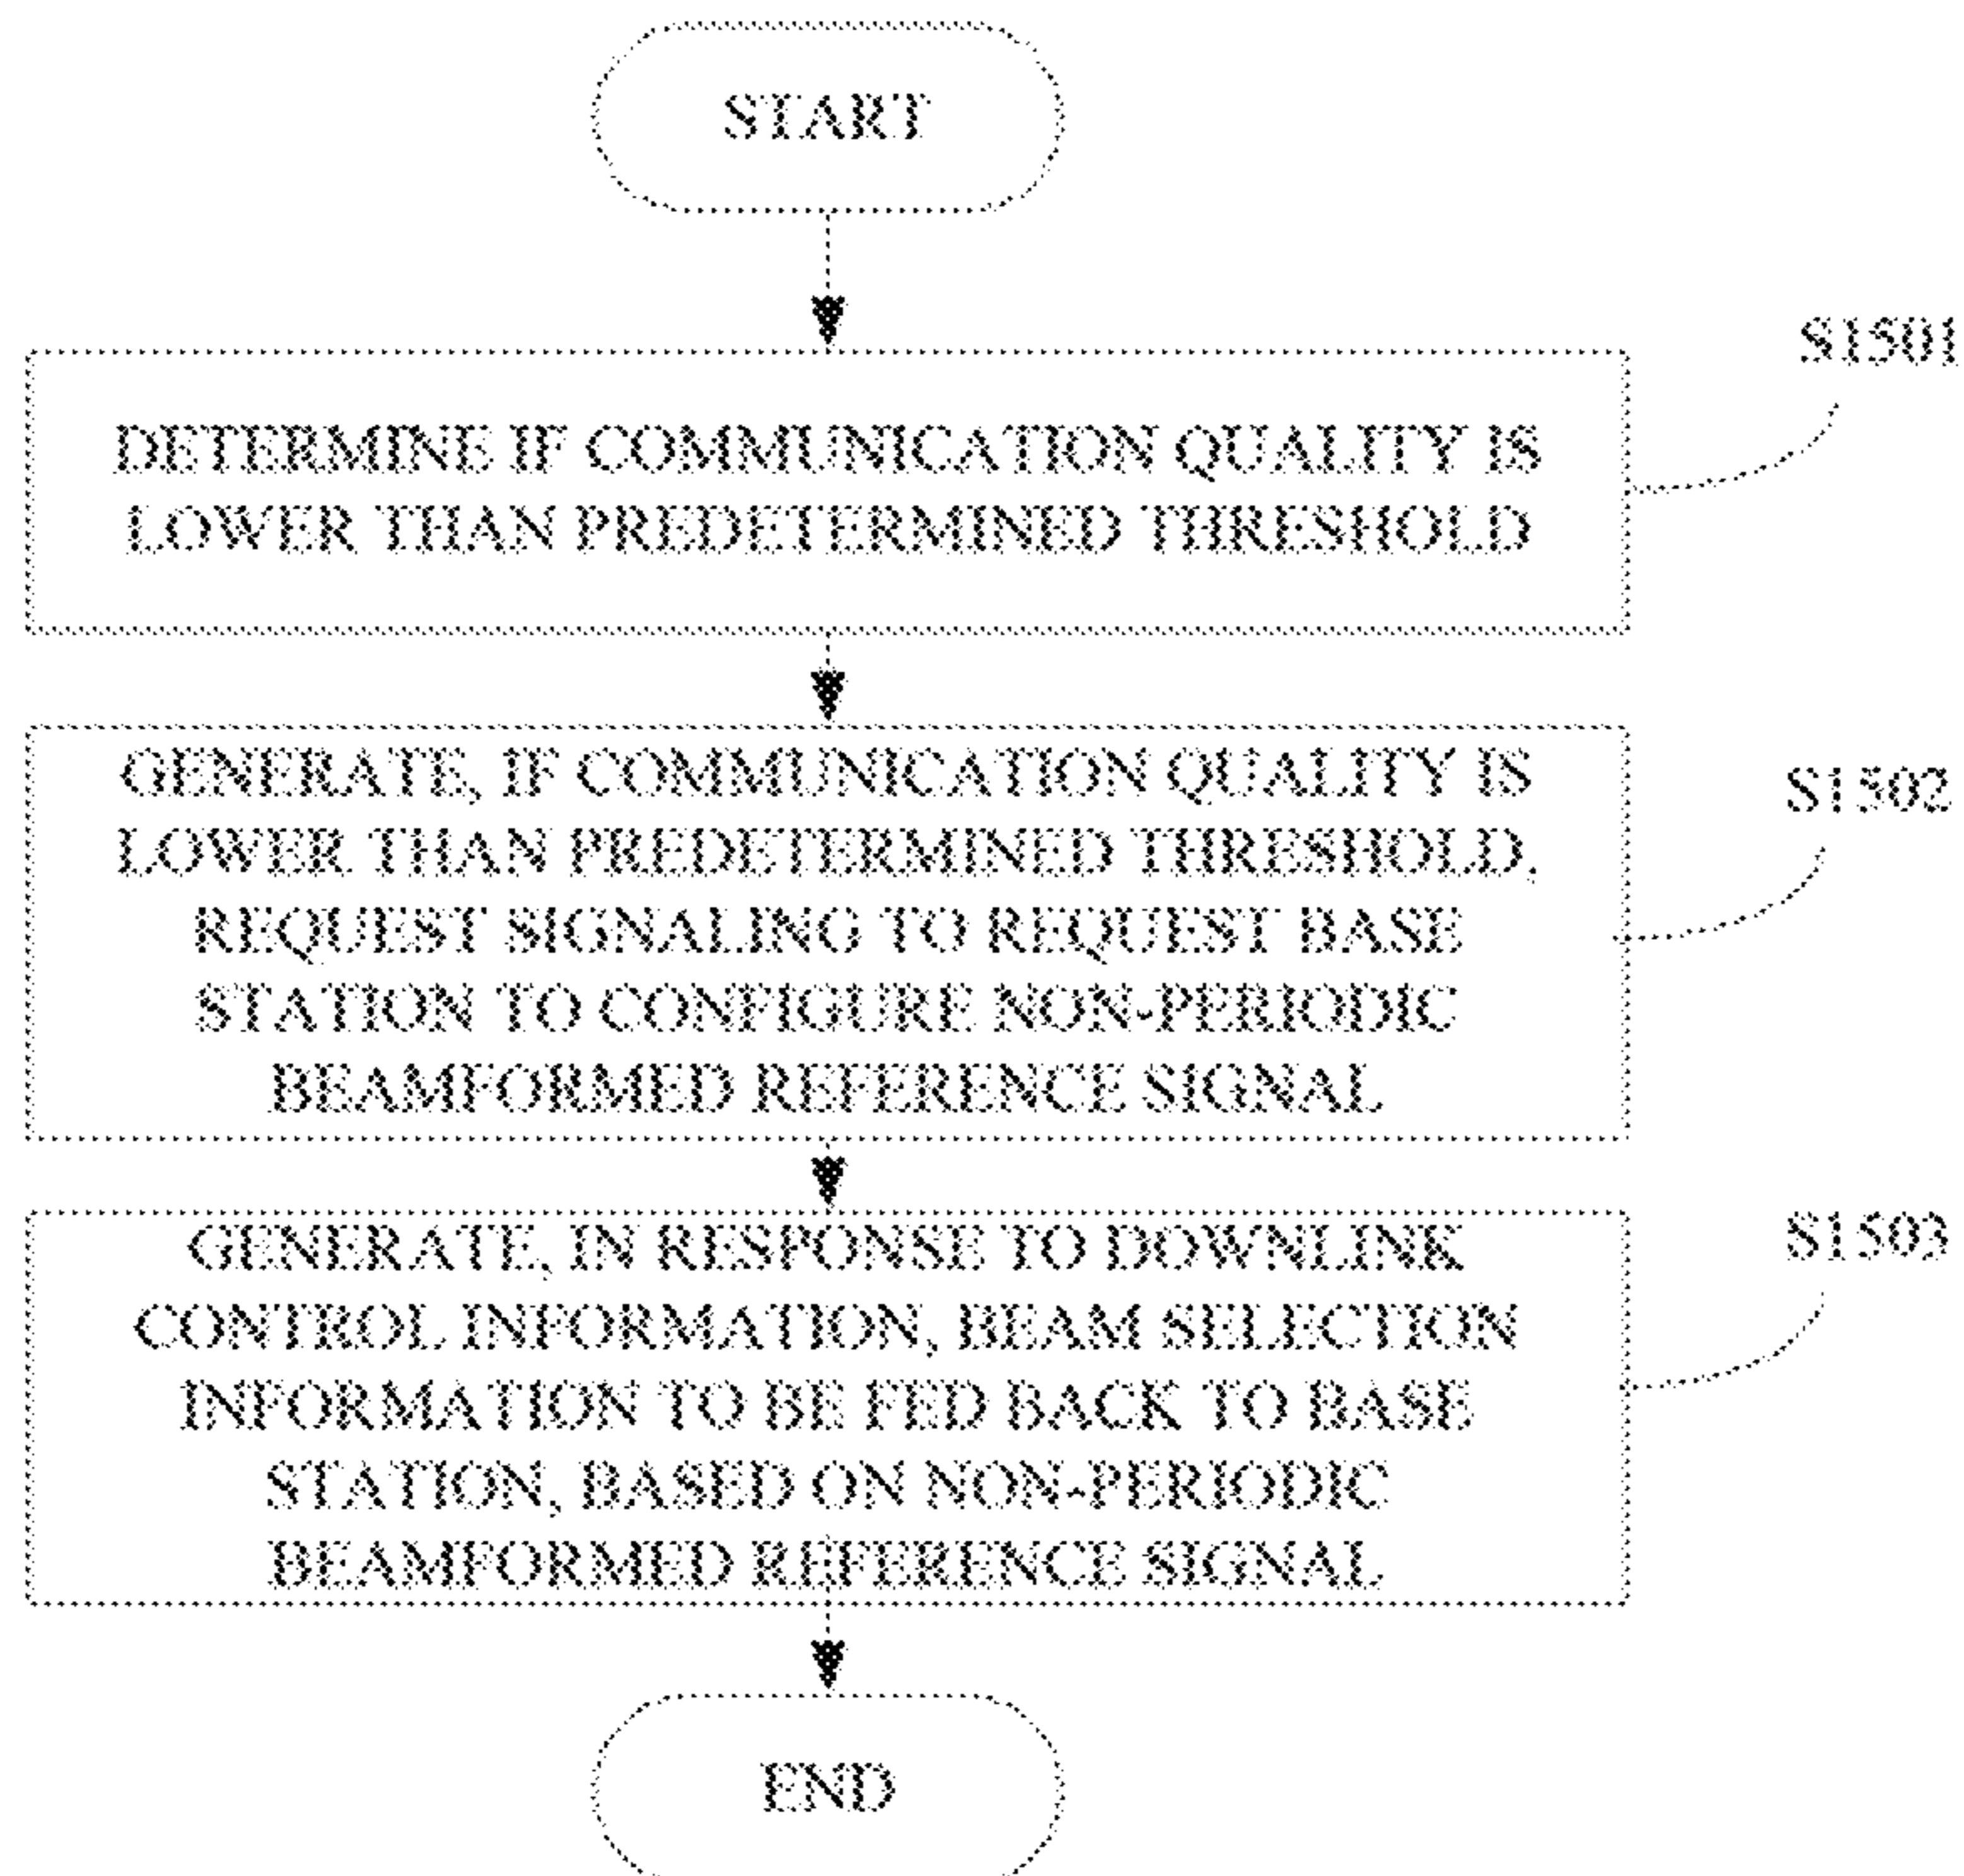 START
S1501
DETERMINE IF COMMUNICATION QUALITY IS
LOWER THAN PREDETERMINED THRESHOLD
GENERATE, IF COMMUNICATION QUALITY IS
LOWER THAN PREDETERMINED THRESHOLD,
REQUEST SIGNALING TO REQUEST BASE
STATION TO CONFIGURE NON-PERIODIC
BEAMFORMED REFERENCE SIGNAL
S1502
GENERATE, IN RESPONSE TO DOWNLINK
CONTROL INFORMATION, BEAM SELECTION
INFORMATION TO BE FED BACK TO BASE
STATION, BASED ON NON-PERIODIC
BEAMFORMED REFERENCE SIGNAL
S1503
END